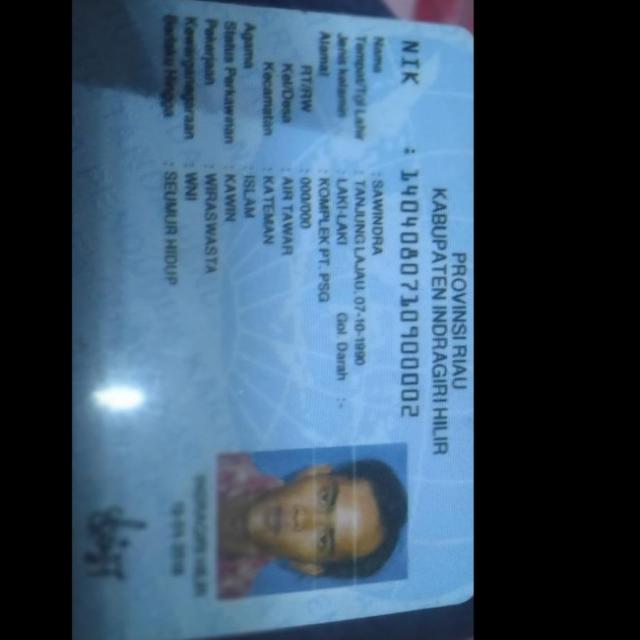 PROVINSI RIAU
KABUPATEN INDRAGIRI HILIR
NIK : 1404080710900002
Nama : SAWINDRA
Tempat/Tgl Lahir : TANJUNG LAJAU, 07-10-1990
Jenis kelamin : LAKI-LAKI Gol. Darah : -
Alamat : KOMPLEK PT. PSG
RT/RW : 000/000
Kel/Desa : AIR TAWAR
Kecamatan : KATEMAN
Agama : ISLAM
Status Perkawinan : KAWIN
Pekerjaan : WIRASWASTA
Kewarganegaraan : WNI
Berlaku Hingga : SEUMUR HIDUP
INDRAGIRI HILIR